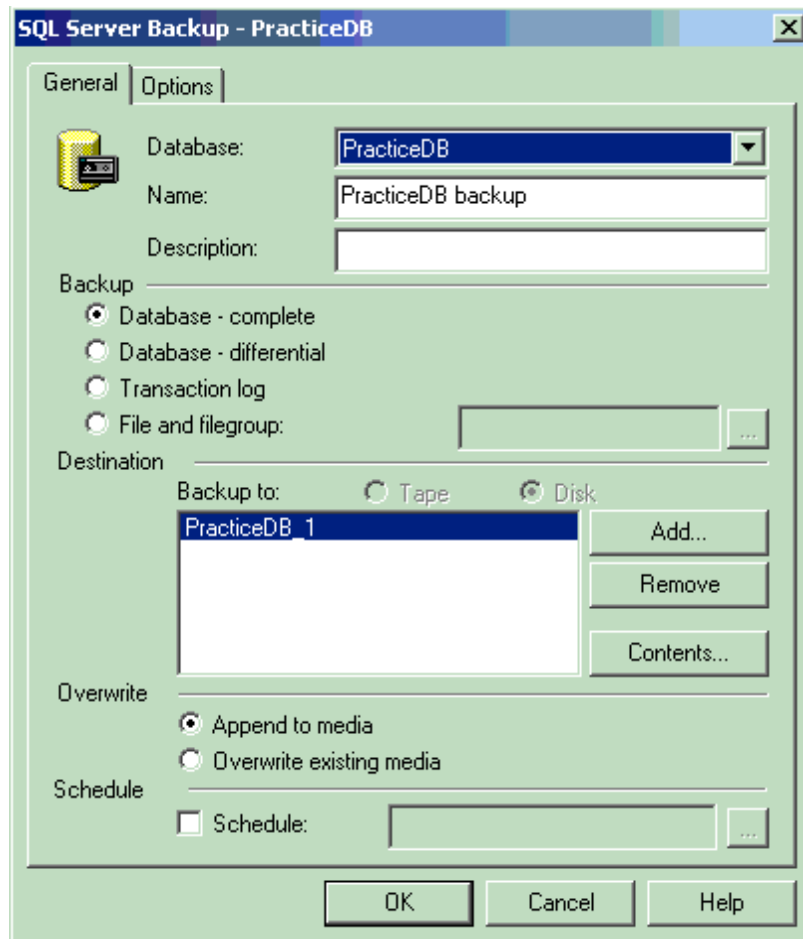 SQL Server Backup - PracticeDB
General Options
Database: PracticeDB
Name: PracticeDB backup
Description:
Backup
Database - complete
Database - differential
Transaction log
File and filegroup: ...
Destination
Backup to: Tape Disk
PracticeDB_1
Add...
Remove
Contents...
Overwrite
Append to media
Overwrite existing media
Schedule
Schedule: ...
OK Cancel Help